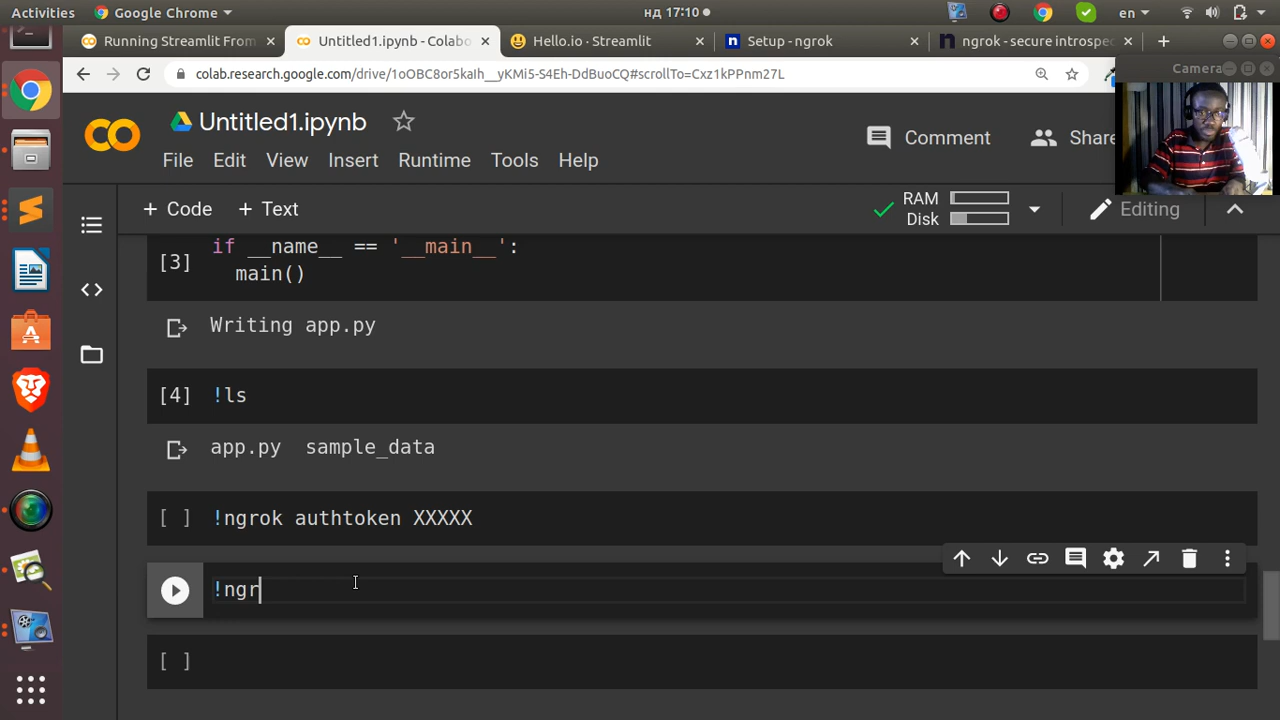 Activities Google Chrome нд 17:10 en
Running Streamlit From Untitled1.ipynb - Colabo Hello.io · Streamlit Setup - ngrok ngrok - secure introspec
colab.research.google.com/drive/1oOBC8or5kaIh__yKMi5-S4Eh-DdBuoCQ#scrollTo=Cxz1kPPnm27L
Camera
Untitled1.ipynb
Comment Share
File Edit View Insert Runtime Tools Help
+ Code + Text RAM Disk Editing
[3] if __name__ == '__main__':
main()
Writing app.py
[4] !ls
app.py sample_data
[ ] !ngrok authtoken XXXXX
!ngr
[ ]